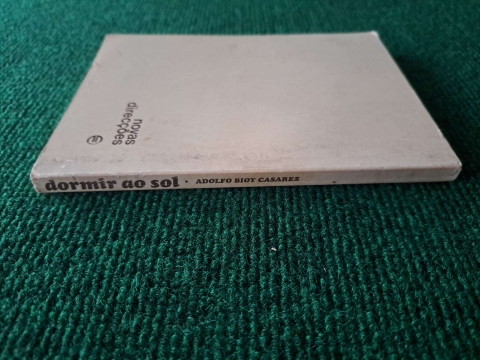 novas
direcções
dormir ao sol · ADOLFO BIOY CASARES